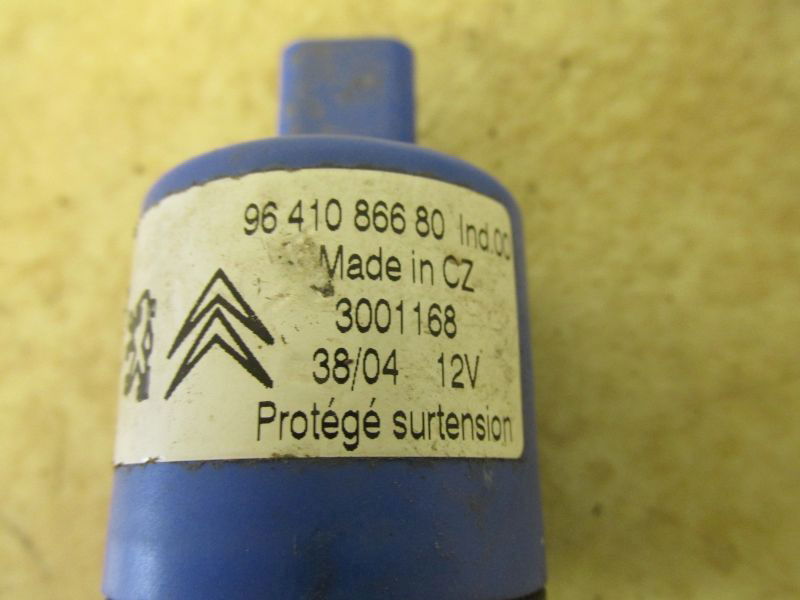 96 410 866 80 Ind.00
Made in CZ
3001168
38/04 12V
Protégé surtension